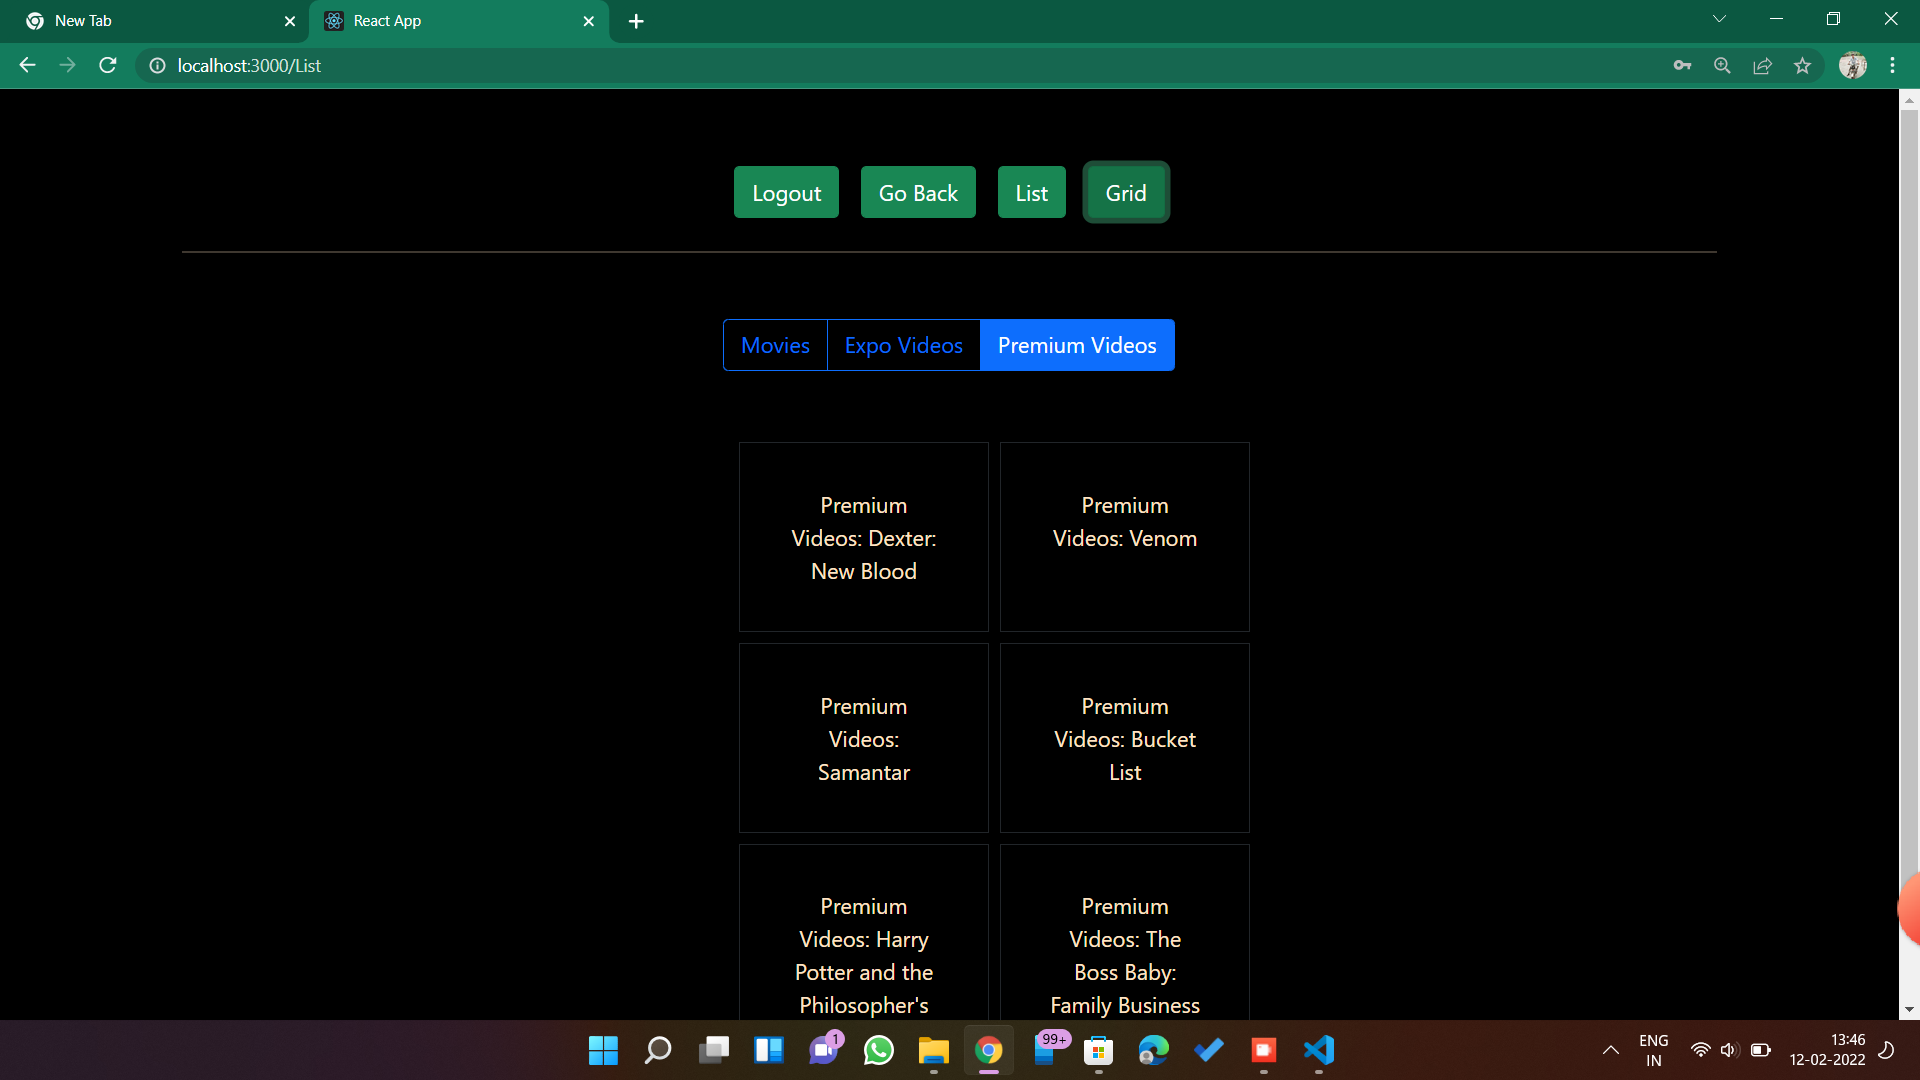 New Tab
React App
localhost:3000/List
Logout
Go Back
List
Grid
Movies
Expo Videos
Premium Videos
Premium
Videos: Dexter:
New Blood
Premium
Videos: Venom
Premium
Videos:
Samantar
Premium
Videos: Bucket
List
Premium
Videos: Harry
Potter and the
Philosopher's
Premium
Videos: The
Boss Baby:
Family Business
1
99+
ENG
IN
13:46
12-02-2022